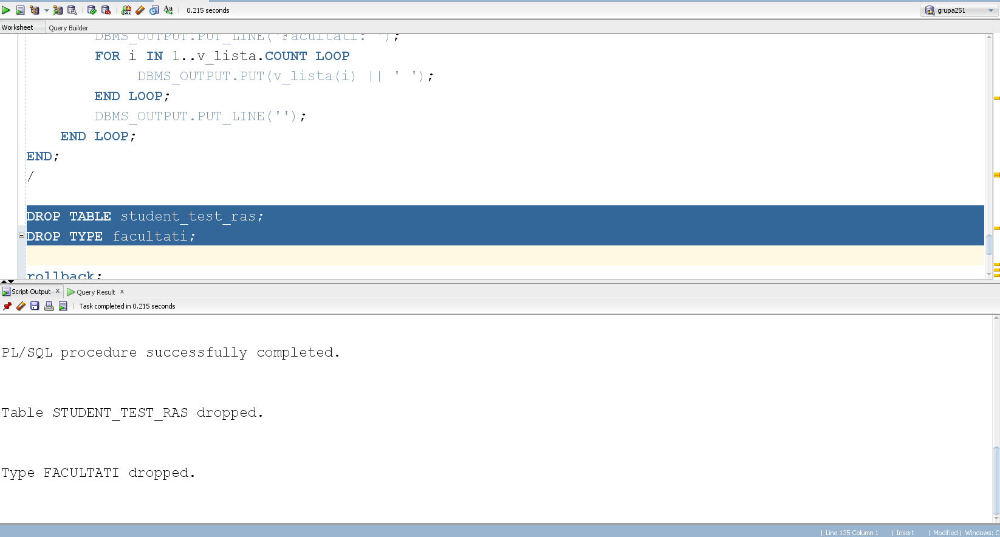 0.215 seconds
grupa251
Worksheet
Query Builder
DBMS_OUTPUT.PUT_LINE('Facultati: ');
FOR i IN 1..v_lista.COUNT LOOP
DBMS_OUTPUT.PUT(v_lista(i) || ' ');
END LOOP;
DBMS_OUTPUT.PUT_LINE('');
END LOOP;
END;
/
DROP TABLE student_test_ras;
DROP TYPE facultati;
rollback;
Script Output x
Query Result x
Task completed in 0.215 seconds
PL/SQL procedure successfully completed.
Table STUDENT_TEST_RAS dropped.
Type FACULTATI dropped.
| Line 125 Column 1 | Insert | Modified | Windows: C